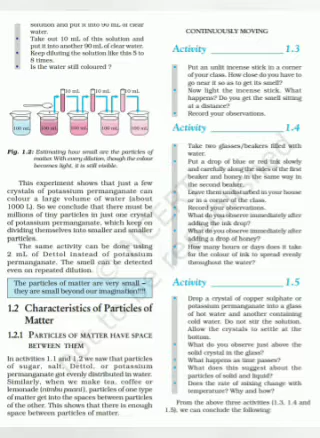 solution and put it into 90 mL of clear
water.
• Take out 10 mL of this solution and
put it into another 90 mL of clear water.
• Keep diluting the solution like this 5 to
8 times.
• Is the water still coloured ?
10 mL 10 mL 10 mL
100 mL 100 mL 100 mL 100 mL 100 mL
Fig. 1.2: Estimating how small are the particles of
matter. With every dilution, though the colour
becomes light, it is still visible.
This experiment shows that just a few
crystals of potassium permanganate can
colour a large volume of water (about
1000 L). So we conclude that there must be
millions of tiny particles in just one crystal
of potassium permanganate, which keep on
dividing themselves into smaller and smaller
particles.
The same activity can be done using
2 mL of Dettol instead of potassium
permanganate. The smell can be detected
even on repeated dilution.
The particles of matter are very small –
they are small beyond our imagination!!!!
1.2 Characteristics of Particles of
Matter
1.2.1 PARTICLES OF MATTER HAVE SPACE
BETWEEN THEM
In activities 1.1 and 1.2 we saw that particles
of sugar, salt, Dettol, or potassium
permanganate got evenly distributed in water.
Similarly, when we make tea, coffee or
lemonade (nimbu paani), particles of one type
of matter get into the spaces between particles
of the other. This shows that there is enough
space between particles of matter.
CONTINUOUSLY MOVING
Activity 1.3
• Put an unlit incense stick in a corner
of your class. How close do you have to
go near it so as to get its smell?
• Now light the incense stick. What
happens? Do you get the smell sitting
at a distance?
• Record your observations.
Activity 1.4
• Take two glasses/beakers filled with
water.
• Put a drop of blue or red ink slowly
and carefully along the sides of the first
beaker and honey in the same way in
the second beaker.
• Leave them undisturbed in your house
or in a corner of the class.
• Record your observations.
• What do you observe immediately after
adding the ink drop?
• What do you observe immediately after
adding a drop of honey?
• How many hours or days does it take
for the colour of ink to spread evenly
throughout the water?
Activity 1.5
• Drop a crystal of copper sulphate or
potassium permanganate into a glass
of hot water and another containing
cold water. Do not stir the solution.
Allow the crystals to settle at the
bottom.
• What do you observe just above the
solid crystal in the glass?
• What happens as time passes?
• What does this suggest about the
particles of solid and liquid?
• Does the rate of mixing change with
temperature? Why and how?
From the above three activities (1.3, 1.4 and
1.5), we can conclude the following: